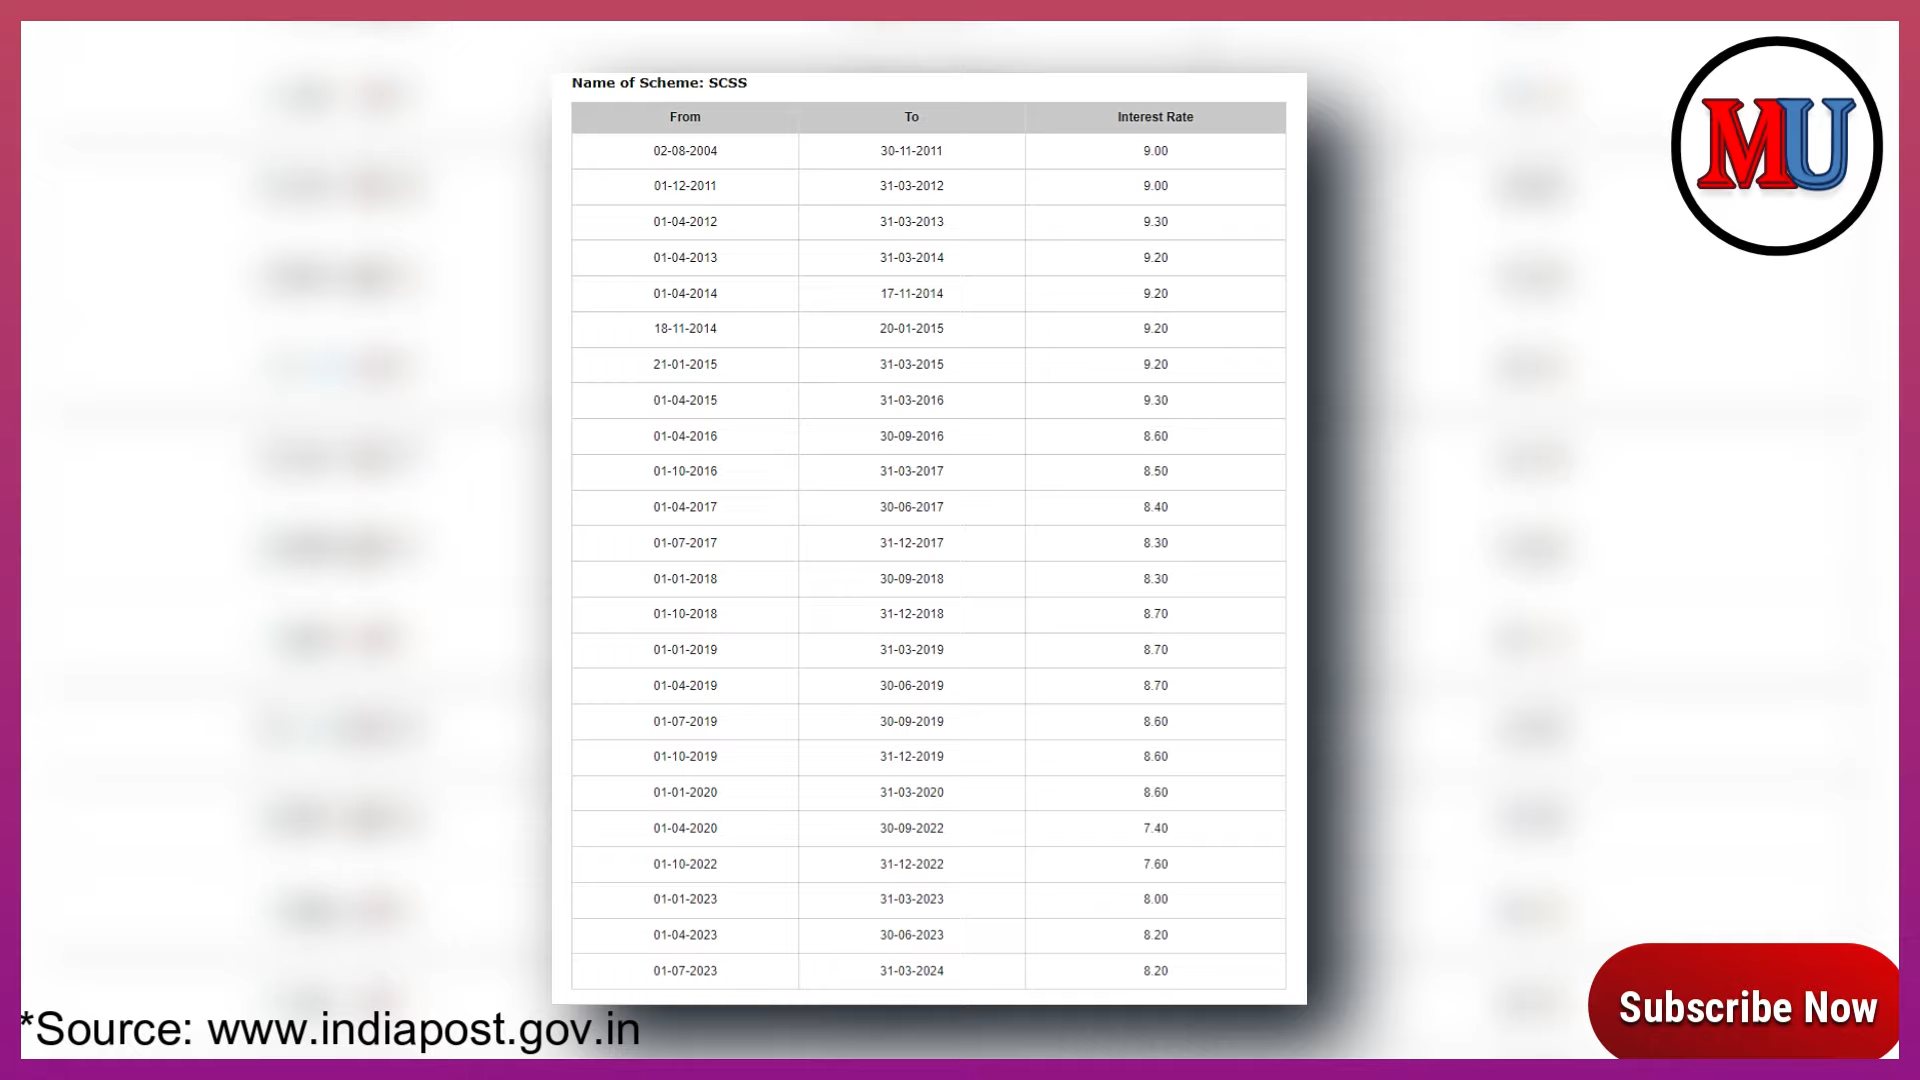 Name of Scheme: SCSS
From To Interest Rate
02-08-2004 30-11-2011 9.00
01-12-2011 31-03-2012 9.00
01-04-2012 31-03-2013 9.30
01-04-2013 31-03-2014 9.20
01-04-2014 17-11-2014 9.20
18-11-2014 20-01-2015 9.20
21-01-2015 31-03-2015 9.20
01-04-2015 31-03-2016 9.30
01-04-2016 30-09-2016 8.60
01-10-2016 31-03-2017 8.50
01-04-2017 30-06-2017 8.40
01-07-2017 31-12-2017 8.30
01-01-2018 30-09-2018 8.30
01-10-2018 31-12-2018 8.70
01-01-2019 31-03-2019 8.70
01-04-2019 30-06-2019 8.70
01-07-2019 30-09-2019 8.60
01-10-2019 31-12-2019 8.60
01-01-2020 31-03-2020 8.60
01-04-2020 30-09-2022 7.40
01-10-2022 31-12-2022 7.60
01-01-2023 31-03-2023 8.00
01-04-2023 30-06-2023 8.20
01-07-2023 31-03-2024 8.20
MU
Subscribe Now
*Source: www.indiapost.gov.in